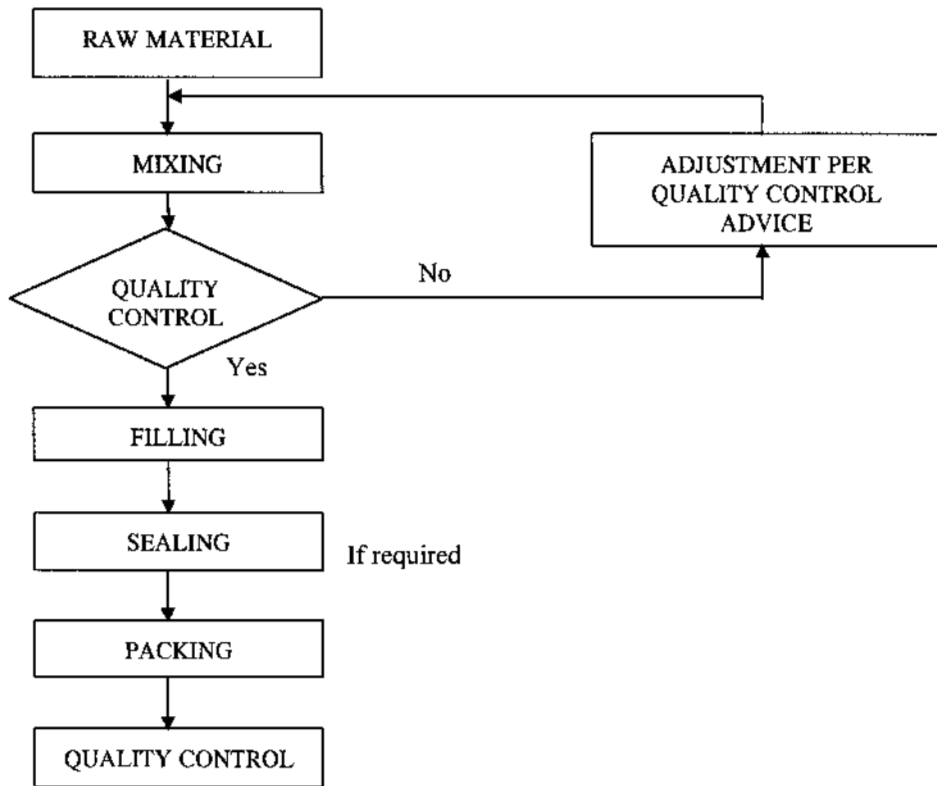 RAW MATERIAL
MIXING
ADJUSTMENT PER
QUALITY CONTROL
ADVICE
QUALITY
CONTROL
No
Yes
FILLING
SEALING
If required
PACKING
QUALITY CONTROL